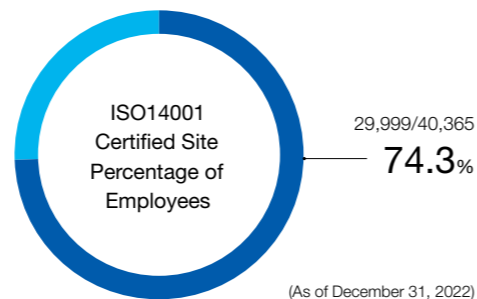 ISO14001
Certified Site
Percentage of
Employees
29,999/40,365
74.3%
(As of December 31, 2022)